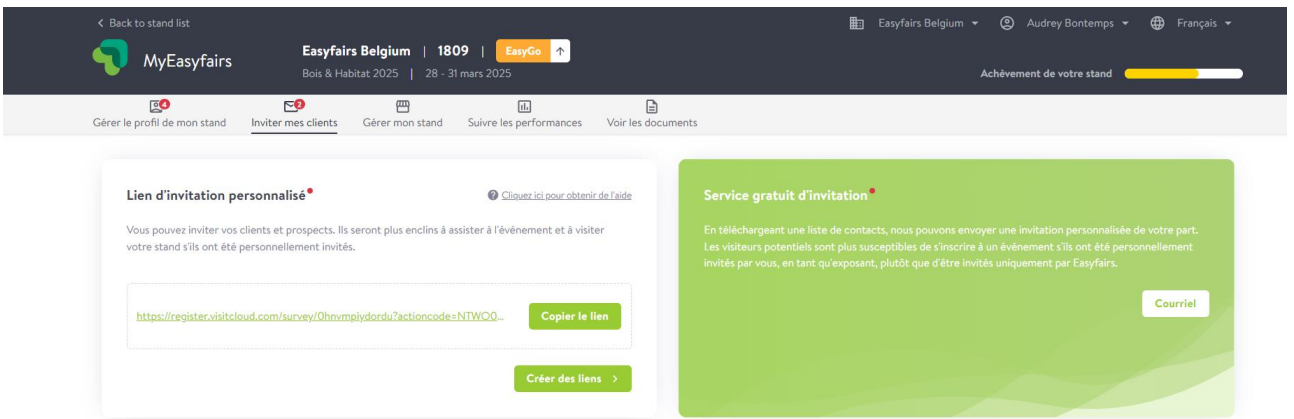 Back to stand list
Easyfairs Belgium
Audrey Bontemps
Français
MyEasyfairs
Easyfairs Belgium | 1809 | EasyGo
Bois & Habitat 2025 | 28 - 31 mars 2025
Achèvement de votre stand
4
2
Gérer le profil de mon stand
Inviter mes clients
Gérer mon stand
Suivre les performances
Voir les documents
Lien d'invitation personnalisé
Cliquez ici pour obtenir de l'aide
Vous pouvez inviter vos clients et prospects. Ils seront plus enclins à assister à l'événement et à visiter
votre stand s'ils ont été personnellement invités.
https://register.visitcloud.com/survey/0hnvmpiydordu?actioncode=NTWO0...
Copier le lien
Créer des liens
Service gratuit d'invitation
En téléchargeant une liste de contacts, nous pouvons envoyer une invitation personnalisée de votre part.
Les visiteurs potentiels sont plus susceptibles de s'inscrire à un événement s'ils ont été personnellement
invités par vous, en tant qu'exposant, plutôt que d'être invités uniquement par Easyfairs.
Courriel